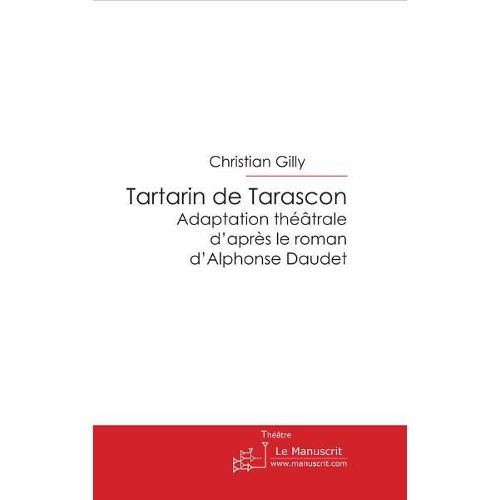 Christian Gilly
Tartarin de Tarascon
Adaptation théâtrale
d'après le roman
d'Alphonse Daudet
Théâtre
Le Manuscrit
www.manuscrit.com